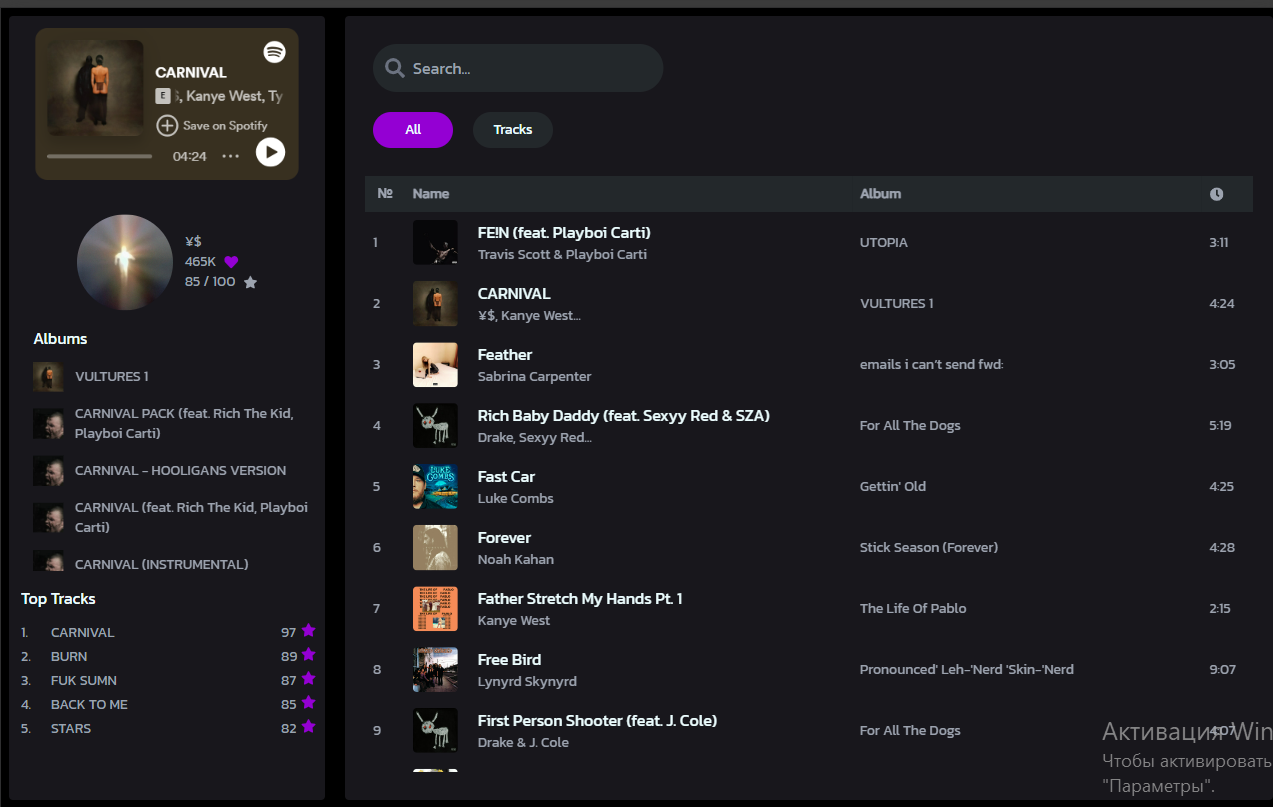 CARNIVAL
E $, Kanye West, Ty
Save on Spotify
04:24
¥$
465K
85 / 100
Albums
VULTURES 1
CARNIVAL PACK (feat. Rich The Kid,
Playboi Carti)
CARNIVAL - HOOLIGANS VERSION
CARNIVAL (feat. Rich The Kid, Playboi
Carti)
CARNIVAL (INSTRUMENTAL)
Top Tracks
1. CARNIVAL 97
2. BURN 89
3. FUK SUMN 87
4. BACK TO ME 85
5. STARS 82
Search...
All Tracks
№ Name Album
1 FE!N (feat. Playboi Carti) UTOPIA 3:11
Travis Scott & Playboi Carti
2 CARNIVAL VULTURES 1 4:24
¥$, Kanye West...
3 Feather emails i can't send fwd: 3:05
Sabrina Carpenter
4 Rich Baby Daddy (feat. Sexyy Red & SZA) For All The Dogs 5:19
Drake, Sexyy Red...
5 Fast Car Gettin' Old 4:25
Luke Combs
LUKE
COMBS
6 Forever Stick Season (Forever) 4:28
Noah Kahan
7 Father Stretch My Hands Pt. 1 The Life Of Pablo 2:15
Kanye West
8 Free Bird Pronounced' Leh-'Nerd 'Skin-'Nerd 9:07
Lynyrd Skynyrd
9 First Person Shooter (feat. J. Cole) For All The Dogs 4:07
Drake & J. Cole
Активация Win
Чтобы активировать
"Параметры".